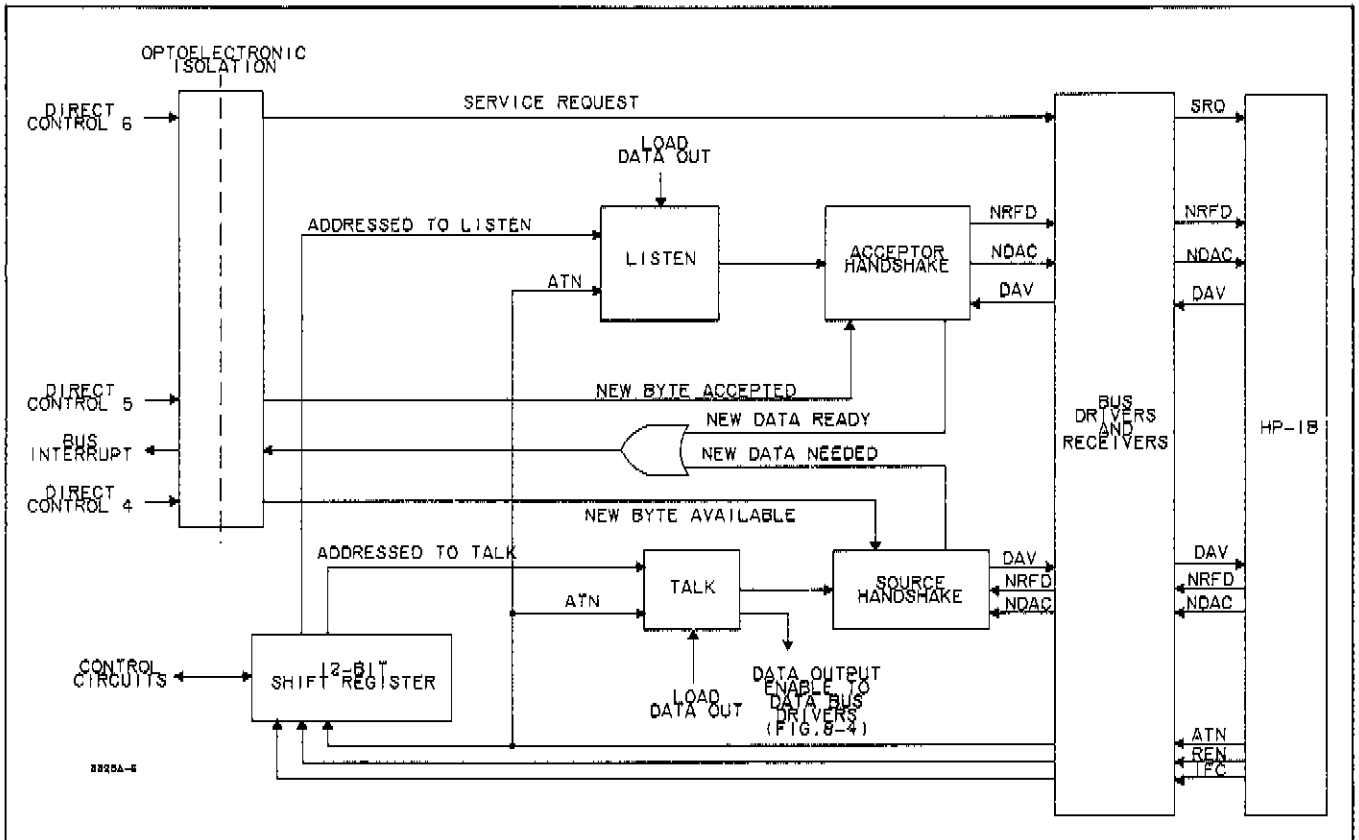 OPTOELECTRONIC
ISOLATION
DIRECT
CONTROL 6
SERVICE REQUEST
SRQ
LOAD
DATA OUT
ADDRESSED TO LISTEN
LISTEN
ATN
ACCEPTOR
HANDSHAKE
NRFD
NDAC
DAV
NRFD
NDAC
DAV
DIRECT
CONTROL 5
NEW BYTE ACCEPTED
NEW DATA READY
BUS
INTERRUPT
NEW DATA NEEDED
DIRECT
CONTROL 4
NEW BYTE AVAILABLE
BUS
DRIVERS
AND
RECEIVERS
HP-IB
ADDRESSED TO TALK
ATN
TALK
SOURCE
HANDSHAKE
DAV
NRFD
NDAC
DAV
NRFD
NDAC
CONTROL
CIRCUITS
12-BIT
SHIFT REGISTER
LOAD
DATA OUT
DATA OUTPUT
ENABLE TO
DATA BUS
DRIVERS
(FIG.8-4)
ATN
REN
IFC